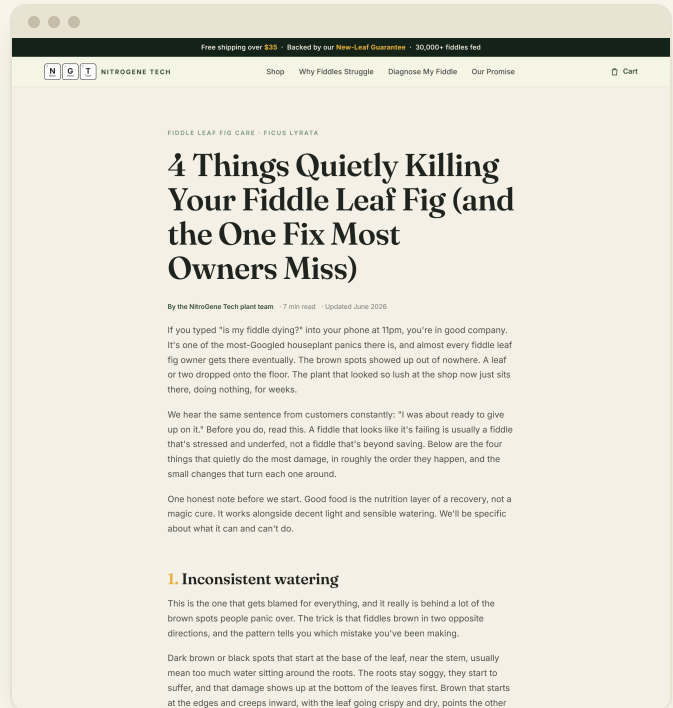 Free shipping over $35 · Backed by our New-Leaf Guarantee · 30,000+ fiddles fed
N G T NITROGENE TECH
Shop Why Fiddles Struggle Diagnose My Fiddle Our Promise
Cart
FIDDLE LEAF FIG CARE · FICUS LYRATA
4 Things Quietly Killing
Your Fiddle Leaf Fig (and
the One Fix Most
Owners Miss)
By the NitroGene Tech plant team · 7 min read · Updated June 2026
If you typed "is my fiddle dying?" into your phone at 11pm, you're in good company.
It's one of the most-Googled houseplant panics there is, and almost every fiddle leaf
fig owner gets there eventually. The brown spots showed up out of nowhere. A leaf
or two dropped onto the floor. The plant that looked so lush at the shop now just sits
there, doing nothing, for weeks.
We hear the same sentence from customers constantly: "I was about ready to give
up on it." Before you do, read this. A fiddle that looks like it's failing is usually a fiddle
that's stressed and underfed, not a fiddle that's beyond saving. Below are the four
things that quietly do the most damage, in roughly the order they happen, and the
small changes that turn each one around.
One honest note before we start. Good food is the nutrition layer of a recovery, not a
magic cure. It works alongside decent light and sensible watering. We'll be specific
about what it can and can't do.
1. Inconsistent watering
This is the one that gets blamed for everything, and it really is behind a lot of the
brown spots people panic over. The trick is that fiddles brown in two opposite
directions, and the pattern tells you which mistake you've been making.
Dark brown or black spots that start at the base of the leaf, near the stem, usually
mean too much water sitting around the roots. The roots stay soggy, they start to
suffer, and that damage shows up at the bottom of the leaves first. Brown that starts
at the edges and creeps inward, with the leaf going crispy and dry, points the other